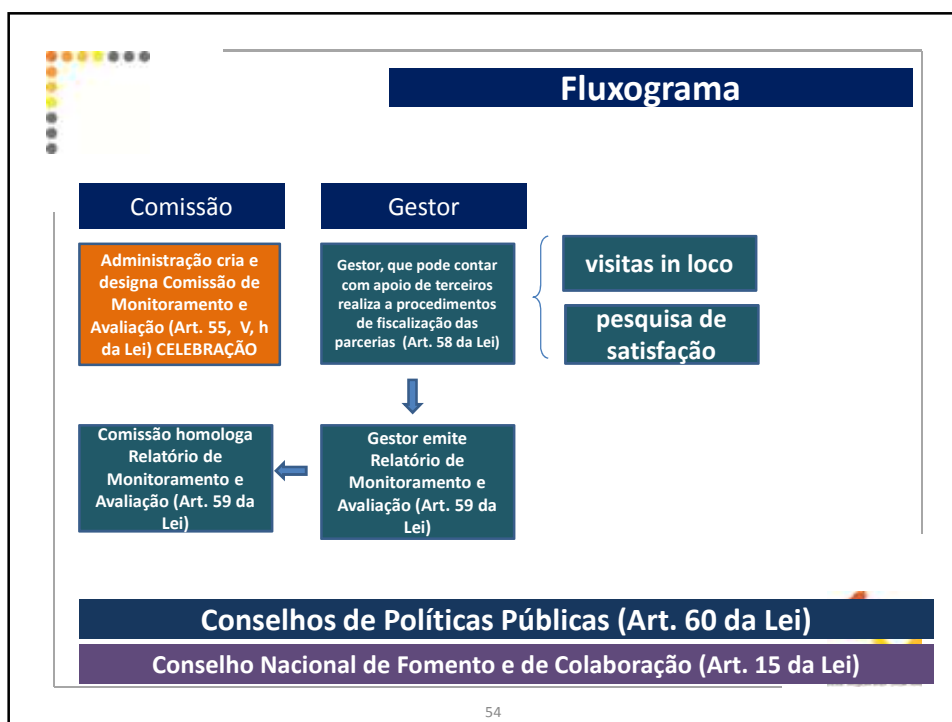 Fluxograma
Comissão
Gestor
Administração cria e
designa Comissão de
Monitoramento e
Avaliação (Art. 55, V, h
da Lei) CELEBRAÇÃO
Gestor, que pode contar
com apoio de terceiros
realiza a procedimentos
de fiscalização das
parcerias (Art. 58 da Lei)
visitas in loco
pesquisa de
satisfação
Comissão homologa
Relatório de
Monitoramento e
Avaliação (Art. 59 da
Lei)
Gestor emite
Relatório de
Monitoramento e
Avaliação (Art. 59 da
Lei)
Conselhos de Políticas Públicas (Art. 60 da Lei)
Conselho Nacional de Fomento e de Colaboração (Art. 15 da Lei)
54